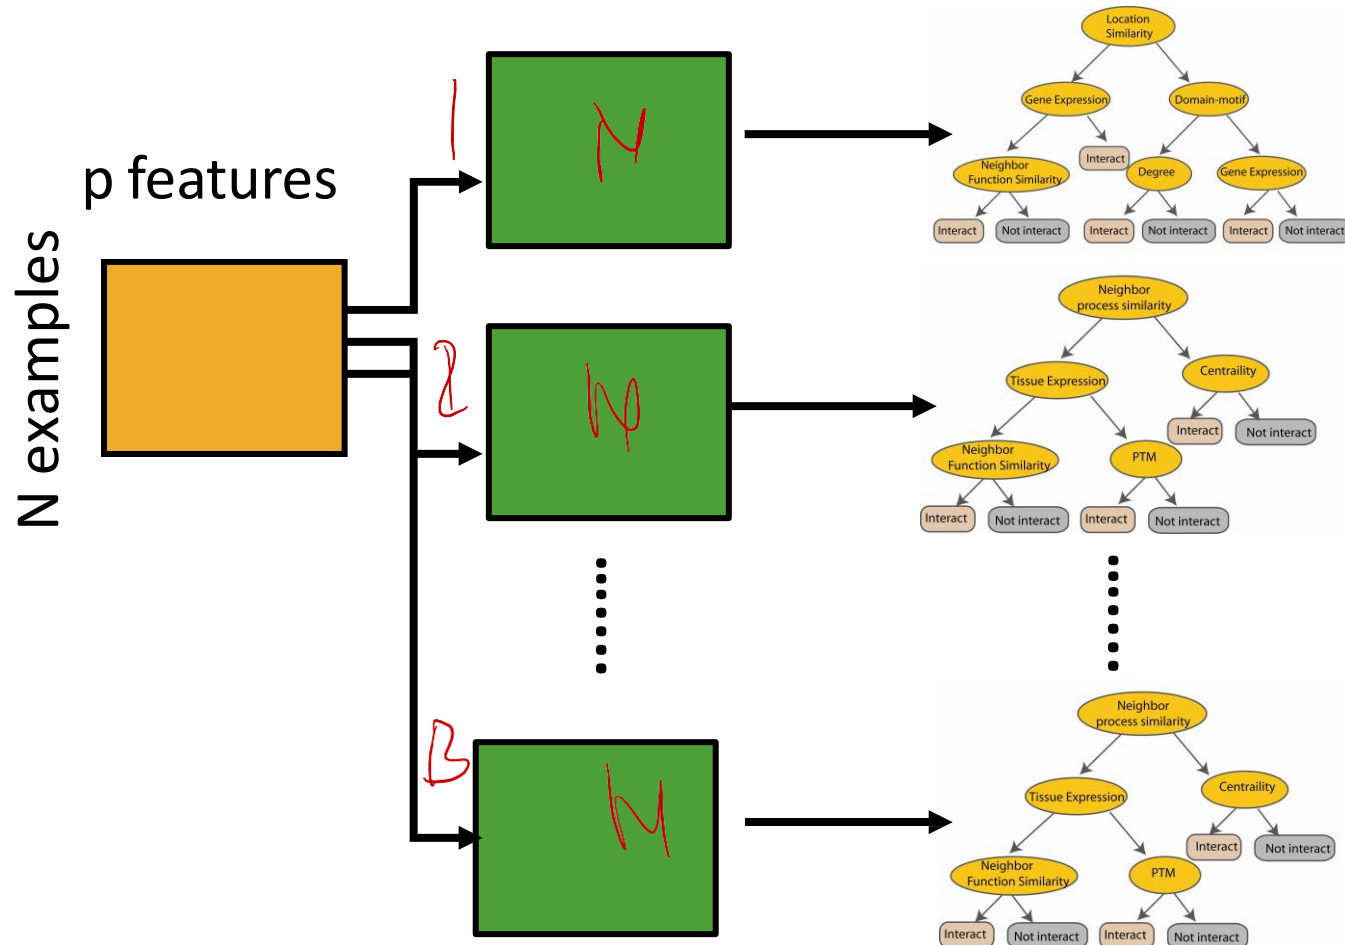 p features
N examples
1
N
2
N
B
N
Location
Similarity
Gene Expression
Domain-motif
Interact
Neighbor
Function Similarity
Degree
Gene Expression
Interact
Not interact
Interact
Not interact
Interact
Not interact
Neighbor
process similarity
Tissue Expression
Centraility
Interact
Not interact
Neighbor
Function Similarity
PTM
Interact
Not interact
Interact
Not interact
Neighbor
process similarity
Tissue Expression
Centraility
Interact
Not interact
Neighbor
Function Similarity
PTM
Interact
Not interact
Interact
Not interact